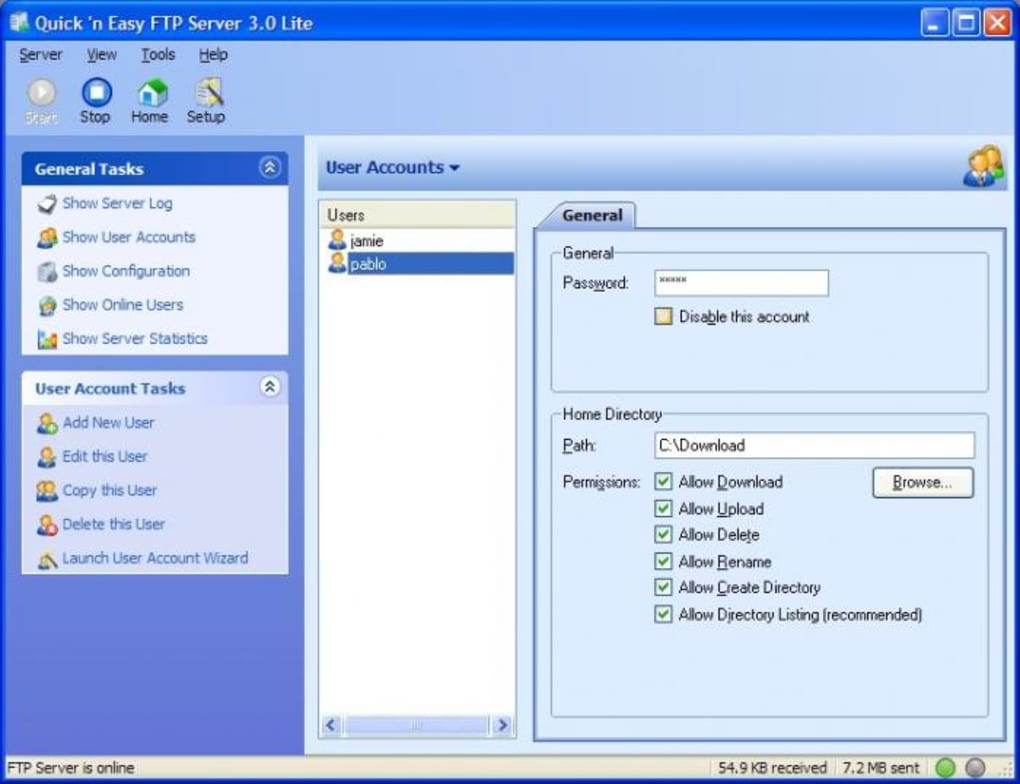 Quick 'n Easy FTP Server 3.0 Lite
Server View Tools Help
Start Stop Home Setup
General Tasks
Show Server Log
Show User Accounts
Show Configuration
Show Online Users
Show Server Statistics
User Account Tasks
Add New User
Edit this User
Copy this User
Delete this User
Launch User Account Wizard
User Accounts
Users
jamie
pablo
General
General
Password: *****
Disable this account
Home Directory
Path: C:\Download
Permissions: Allow Download Browse...
Allow Upload
Allow Delete
Allow Rename
Allow Create Directory
Allow Directory Listing (recommended)
FTP Server is online 54.9 KB received 7.2 MB sent